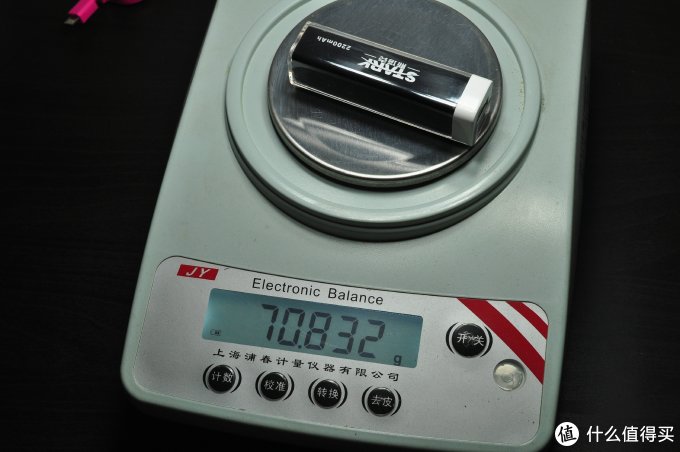 2200mAh
STARK
JY
Electronic Balance
70.832 g
上海浦春计量仪器有限公司
开/关
计数
校准
转换
去皮
值 什么值得买